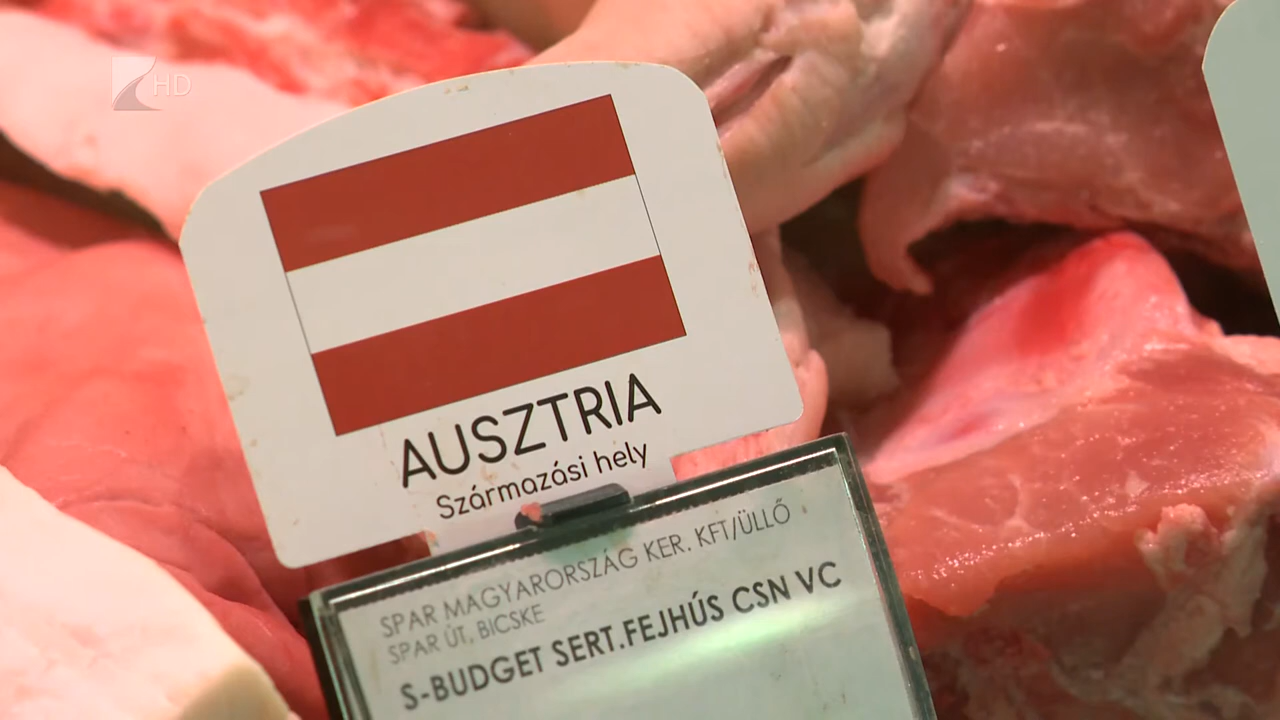 HD
AUSZTRIA
Származási hely
SPAR MAGYARORSZÁG KER. KFT/ÜLLŐ
SPAR ÚT, BICSKE
S-BUDGET SERT.FEJHÚS CSN VC